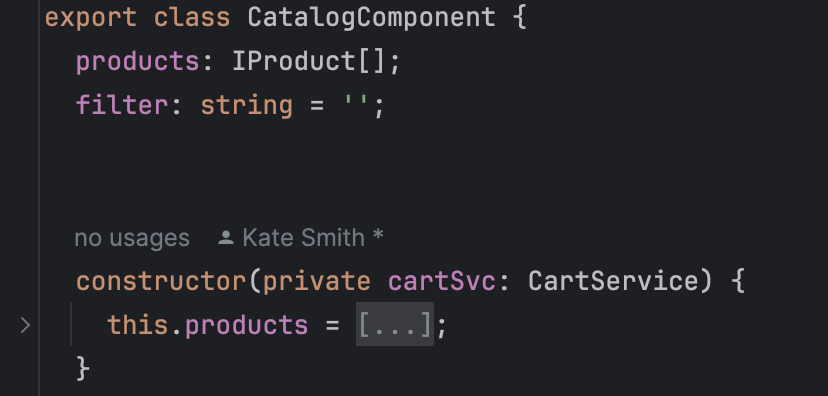 export class CatalogComponent {
products: IProduct[];
filter: string = '';
no usages Kate Smith *
constructor(private cartSvc: CartService) {
this.products = [...];
}